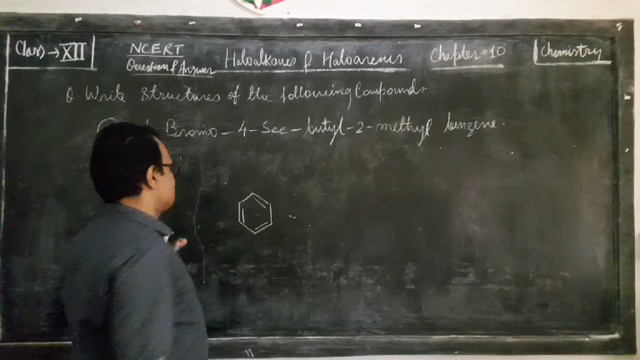 Class → XII
NCERT
Question & Answer
Haloalkanes & Haloarenes
Chapter = 10
Chemistry
Q. Write Structures of the following Compounds.
Bromo - 4 - Sec - butyl - 2 - methyl benzene.